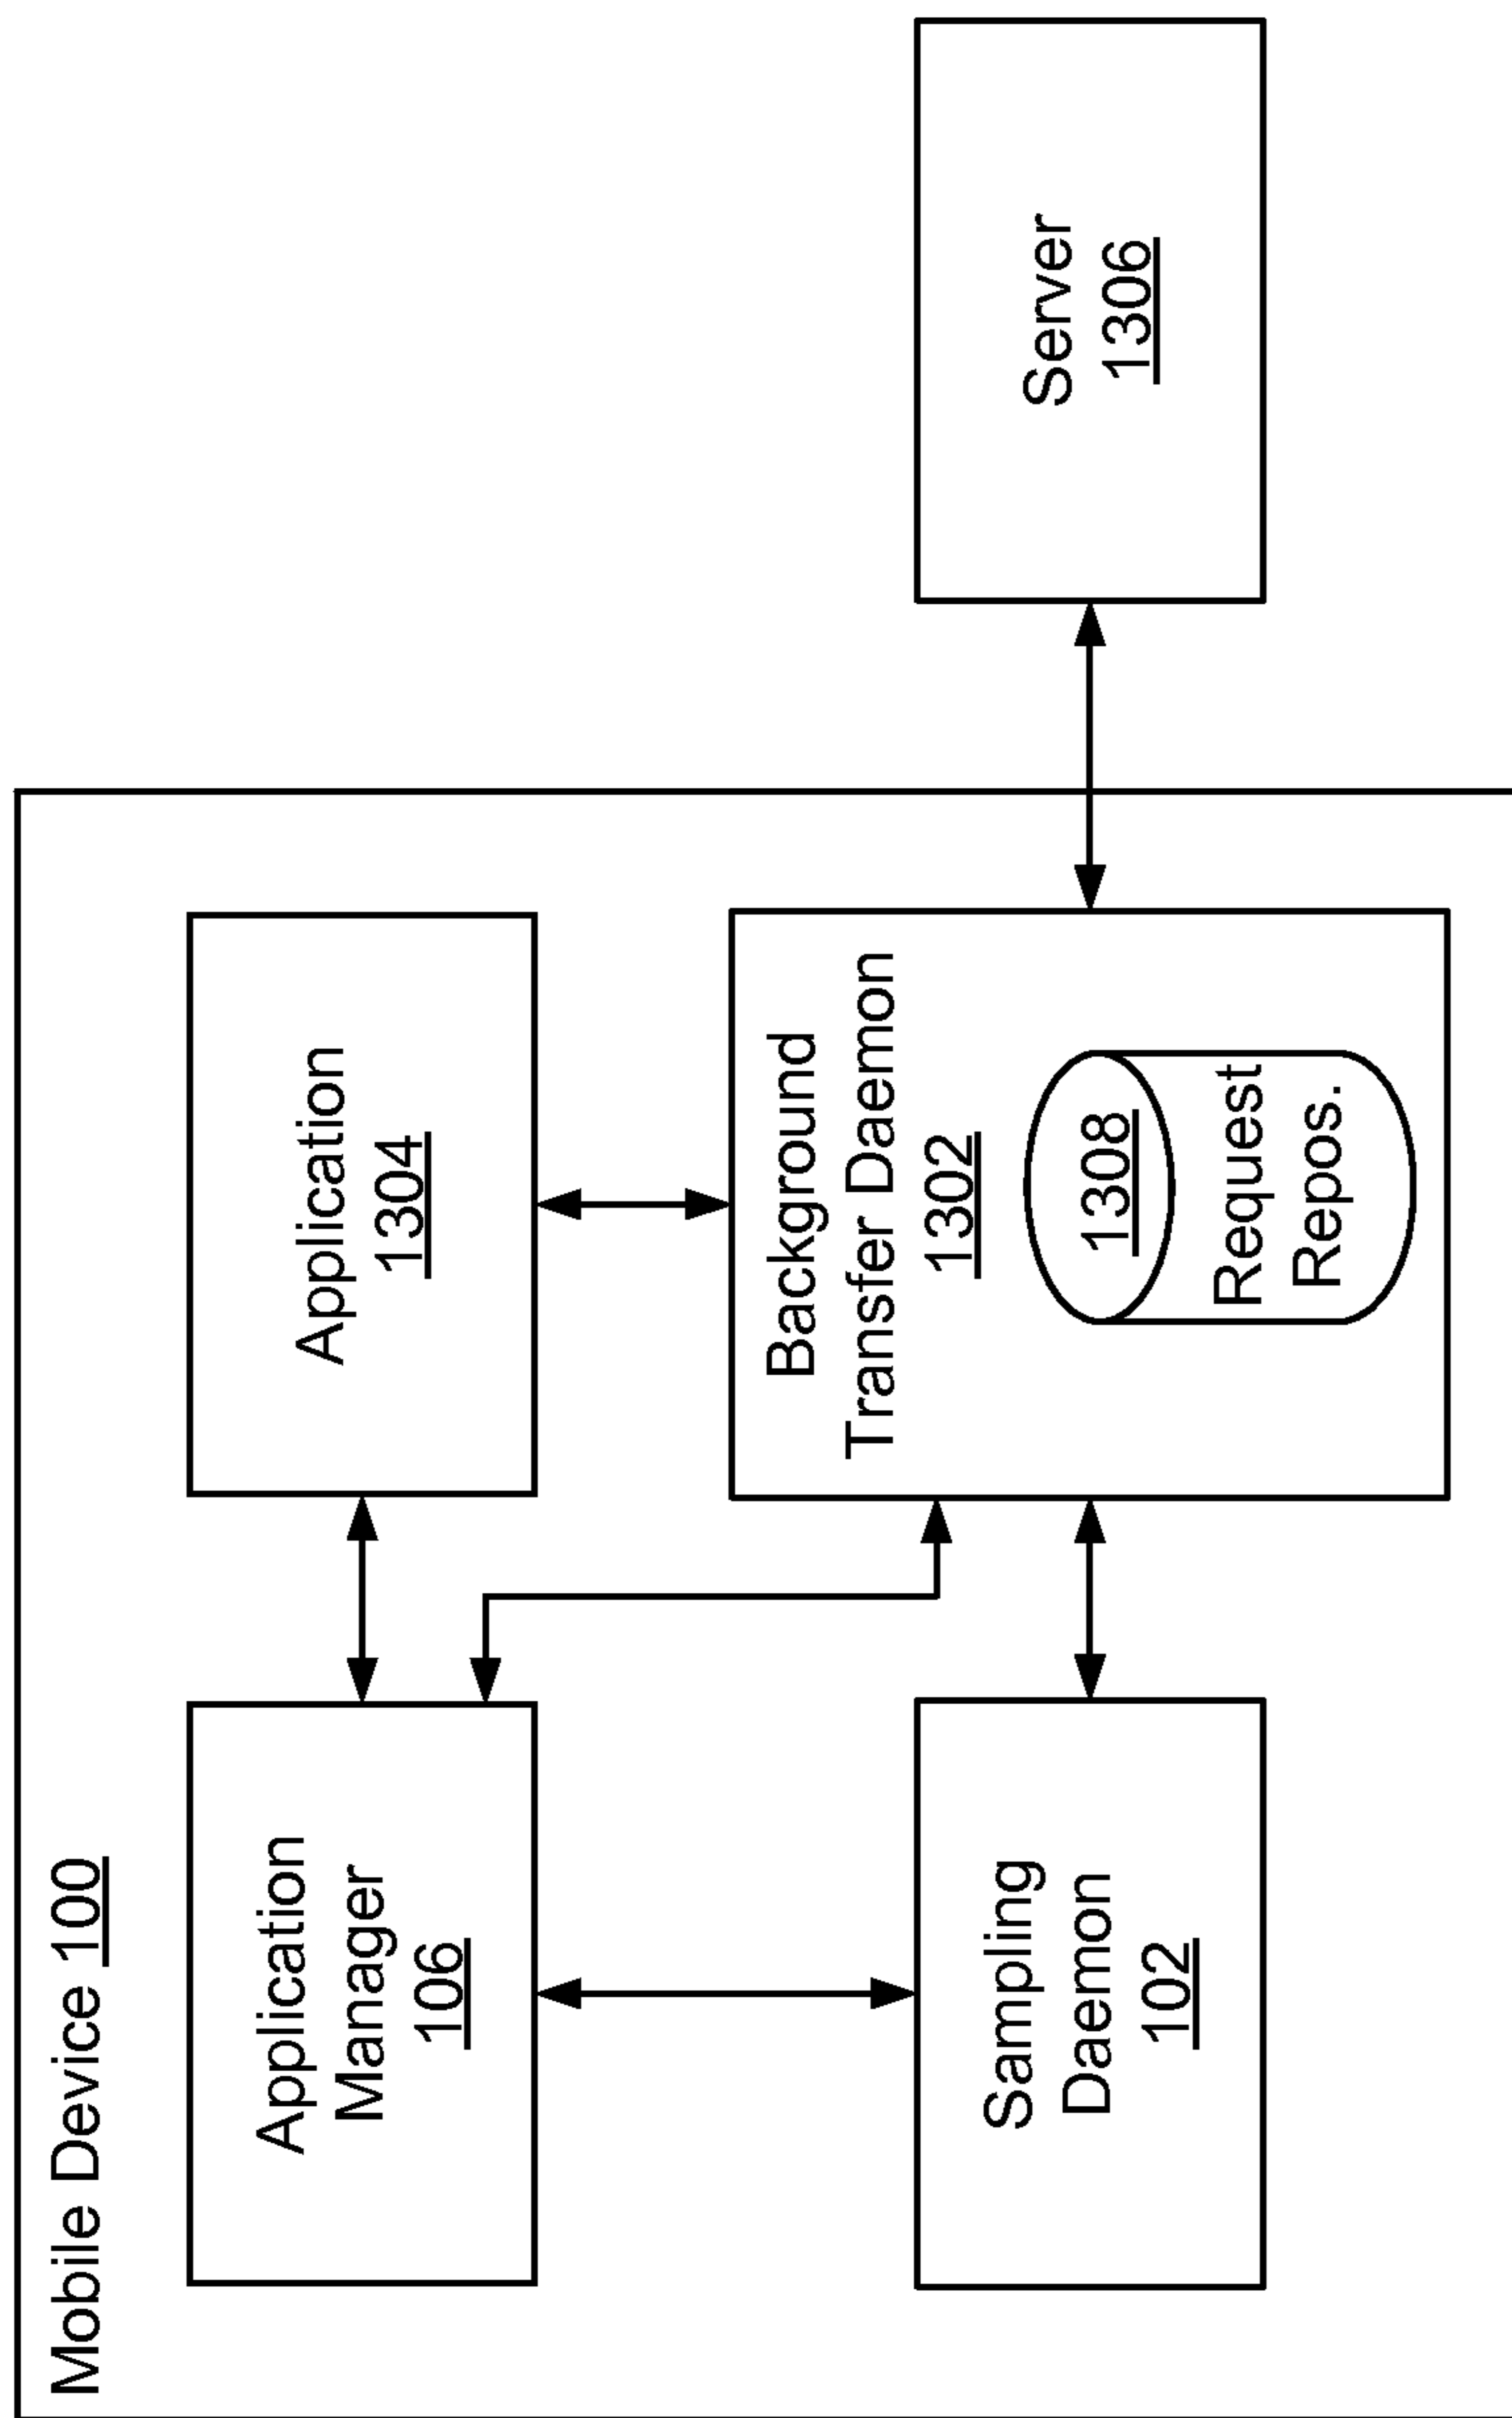 Mobile Device 100
Application
Manager
106
Application
1304
Sampling
Daemon
102
Background
Transfer Daemon
1302
1308
Request
Repos.
Server
1306